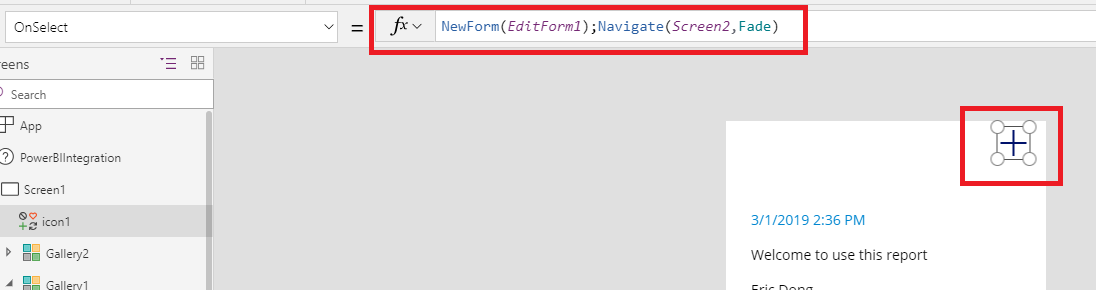 OnSelect = fx NewForm(EditForm1);Navigate(Screen2,Fade)
reens
Search
App
PowerBIIntegration
Screen1
icon1
Gallery2
Gallery1
3/1/2019 2:36 PM
Welcome to use this report
Eric Dong